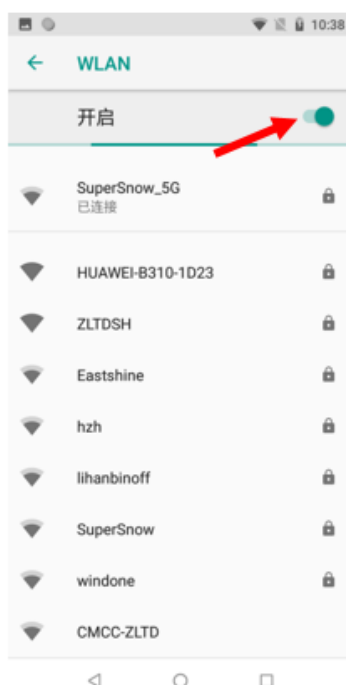 10:38
WLAN
开启
SuperSnow_5G
已连接
HUAWEI-B310-1D23
ZLTDSH
Eastshine
hzh
lihanbinoff
SuperSnow
windone
CMCC-ZLTD